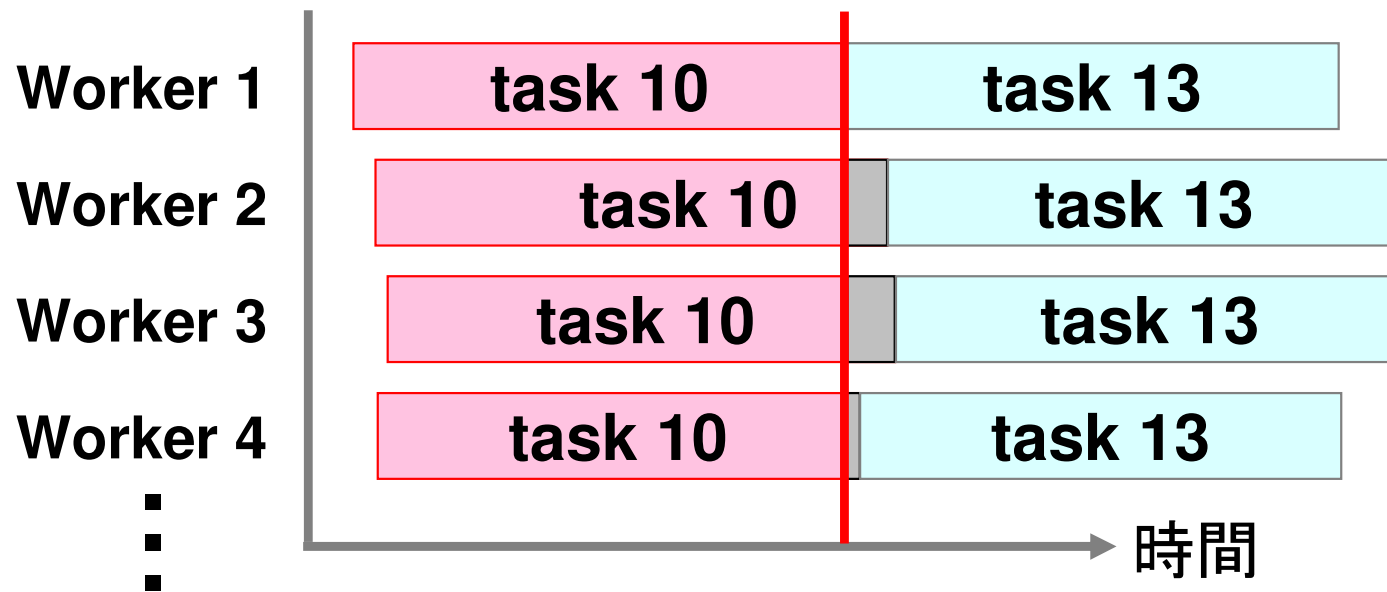 Worker 1 task 10 task 13
Worker 2 task 10 task 13
Worker 3 task 10 task 13
Worker 4 task 10 task 13
時間